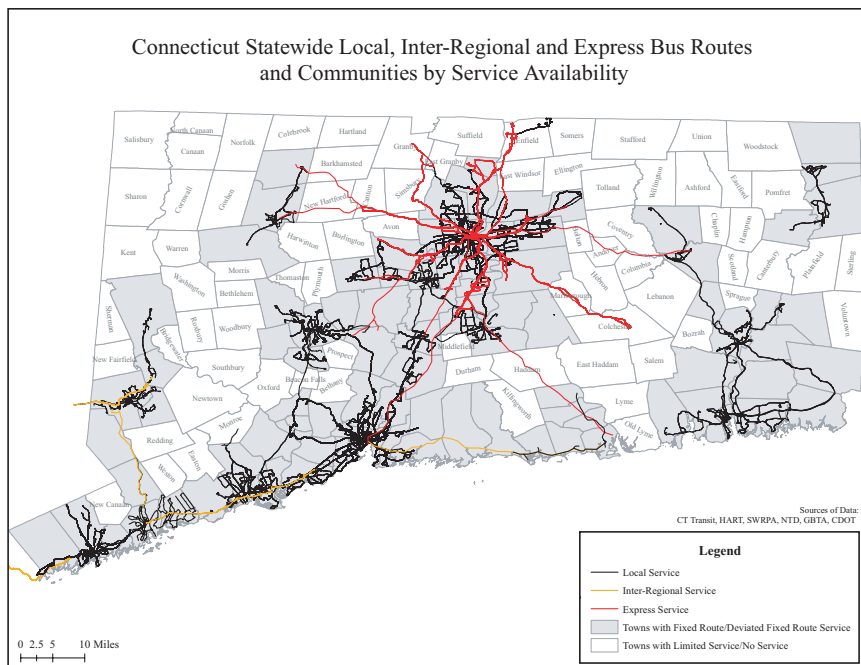 Connecticut Statewide Local, Inter-Regional and Express Bus Routes
and Communities by Service Availability
Salisbury
North Canaan
Canaan
Norfolk
Colebrook
Hartland
Granby
Suffield
Enfield
Somers
Stafford
Union
Woodstock
East Granby
Barkhamsted
Sharon
Cornwall
Goshen
New Hartford
Canton
Simsbury
East Windsor
Ellington
Tolland
Willington
Ashford
Eastford
Pomfret
Kent
Warren
Harwinton
Burlington
Avon
Bolton
Coventry
Andover
Columbia
Hebron
Chaplin
Hampton
Scotland
Canterbury
Plainfield
Sterling
Washington
Morris
Bethlehem
Thomaston
Plymouth
Marlborough
Lebanon
Sprague
Voluntown
Sherman
Bridgewater
Roxbury
Woodbury
Colchester
Bozrah
New Fairfield
Southbury
Prospect
Middlefield
Beacon Falls
Bethany
Oxford
Durham
Haddam
East Haddam
Salem
Newtown
Killingworth
Lyme
Old Lyme
Redding
Monroe
Easton
Weston
New Canaan
Sources of Data:
CT Transit, HART, SWRPA, NTD, GBTA, CDOT
Legend
Local Service
Inter-Regional Service
Express Service
Towns with Fixed Route/Deviated Fixed Route Service
Towns with Limited Service/No Service
0 2.5 5 10 Miles